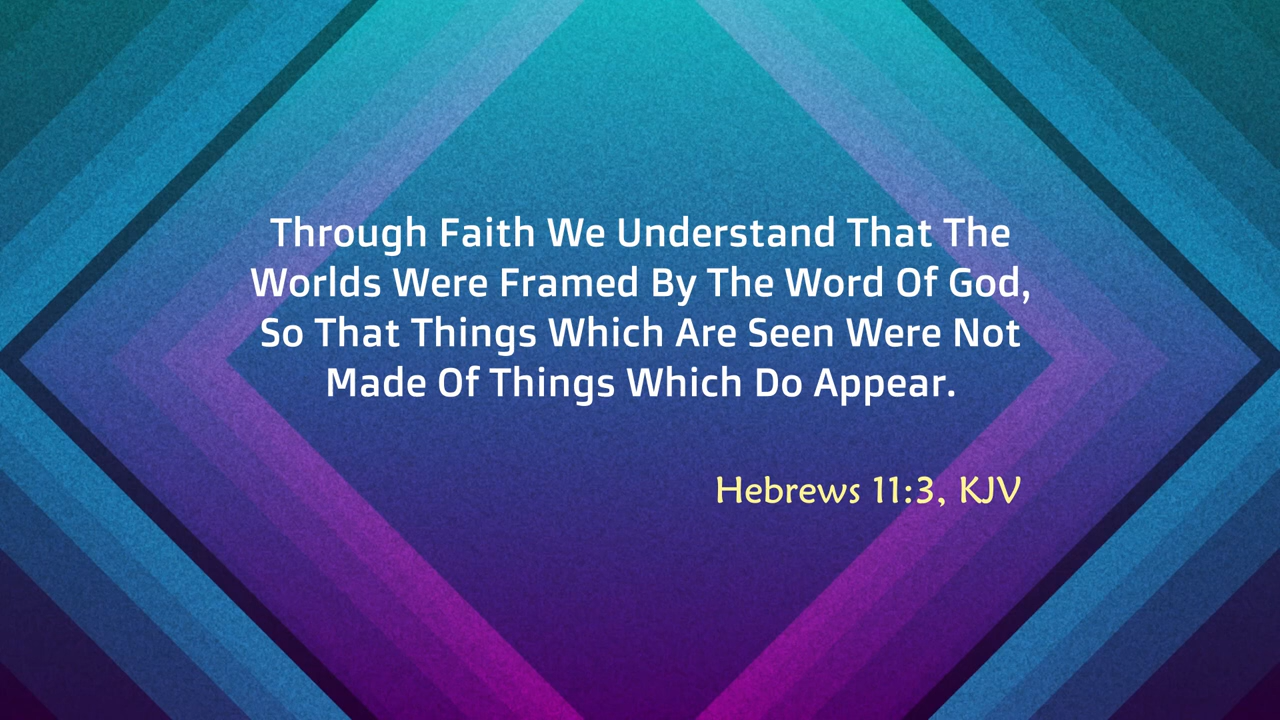 Through Faith We Understand That The
Worlds Were Framed By The Word Of God,
So That Things Which Are Seen Were Not
Made Of Things Which Do Appear.
Hebrews 11:3, KJV